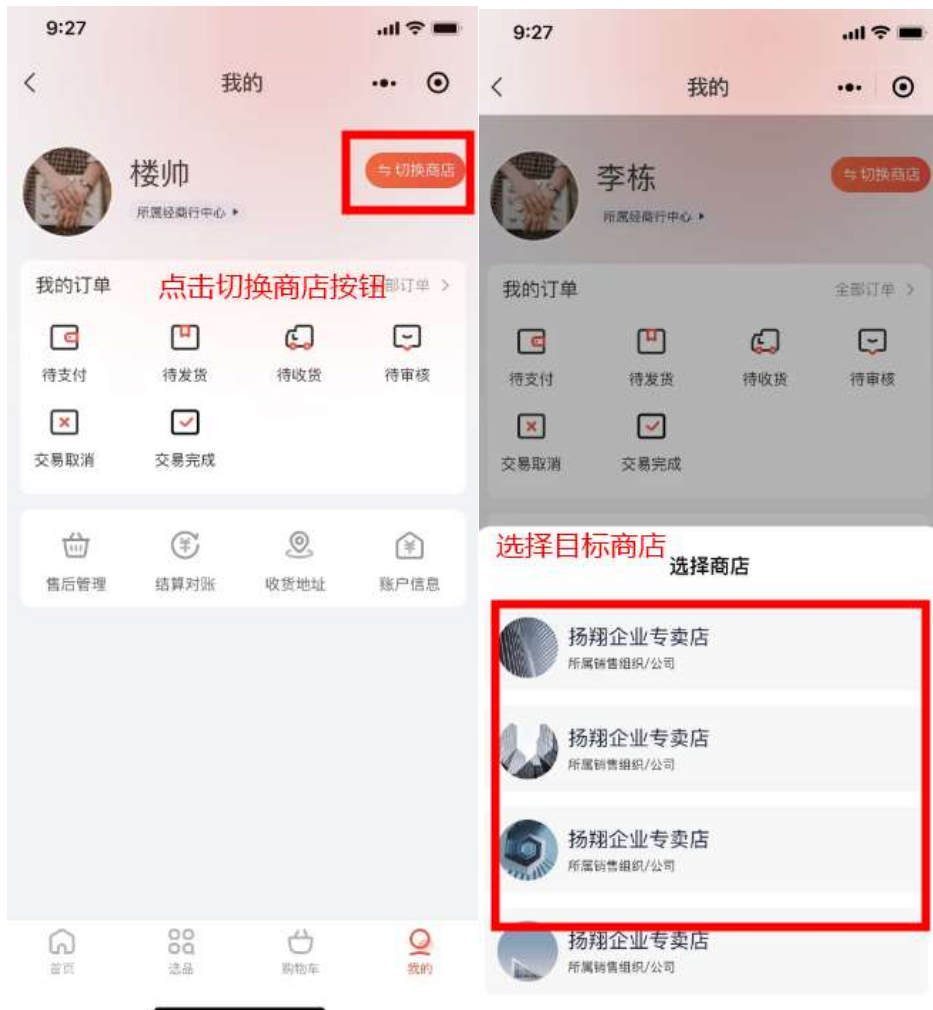 9:27
我的
楼帅
切换商店
所属经商行中心
我的订单
点击切换商店按钮
部订单
待支付
待发货
待收货
待审核
交易取消
交易完成
售后管理
结算对账
收货地址
账户信息
首页
选品
购物车
我的
9:27
我的
李栋
切换商店
所属经商行中心
我的订单
全部订单
待支付
待发货
待收货
待审核
交易取消
交易完成
选择目标商店
选择商店
扬翔企业专卖店
所属销售组织/公司
扬翔企业专卖店
所属销售组织/公司
扬翔企业专卖店
所属销售组织/公司
扬翔企业专卖店
所属销售组织/公司